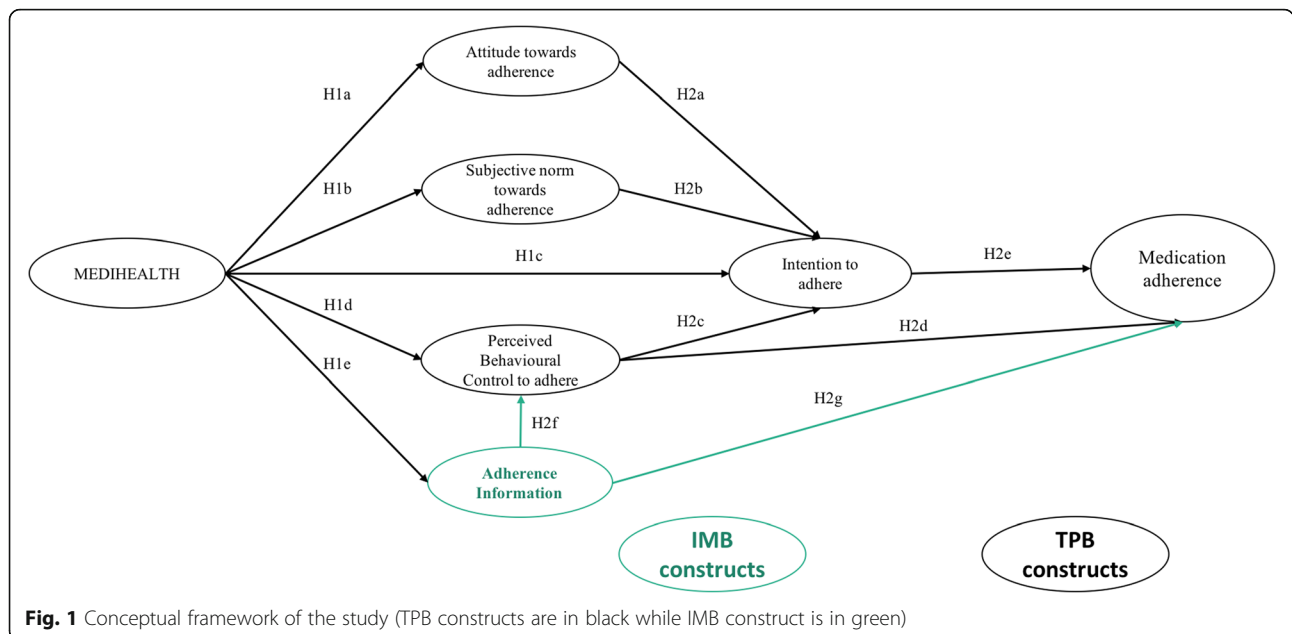 Attitude towards
adherence
H1a
H2a
Subjective norm
towards
adherence
H1b
H2b
MEDIHEALTH
H1c
Intention to
adhere
H2e
Medication
adherence
H1d
H2c
H2d
Perceived
Behavioural
Control to adhere
H1e
H2f
H2g
Adherence
Information
IMB
constructs
TPB
constructs
Fig. 1 Conceptual framework of the study (TPB constructs are in black while IMB construct is in green)